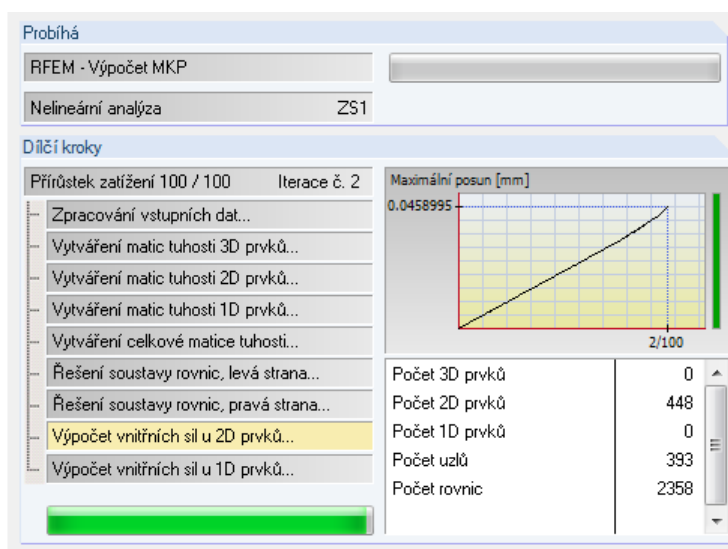 Probíhá
RFEM - Výpočet MKP
Nelineární analýza ZS1
Dílčí kroky
Přírůstek zatížení 100 / 100 Iterace č. 2
Zpracování vstupních dat...
Vytváření matic tuhosti 3D prvků...
Vytváření matic tuhosti 2D prvků...
Vytváření matic tuhosti 1D prvků...
Vytváření celkové matice tuhosti...
Řešení soustavy rovnic, levá strana...
Řešení soustavy rovnic, pravá strana...
Výpočet vnitřních sil u 2D prvků...
Výpočet vnitřních sil u 1D prvků...
Maximální posun [mm]
0.0458995
2/100
Počet 3D prvků 0
Počet 2D prvků 448
Počet 1D prvků 0
Počet uzlů 393
Počet rovnic 2358